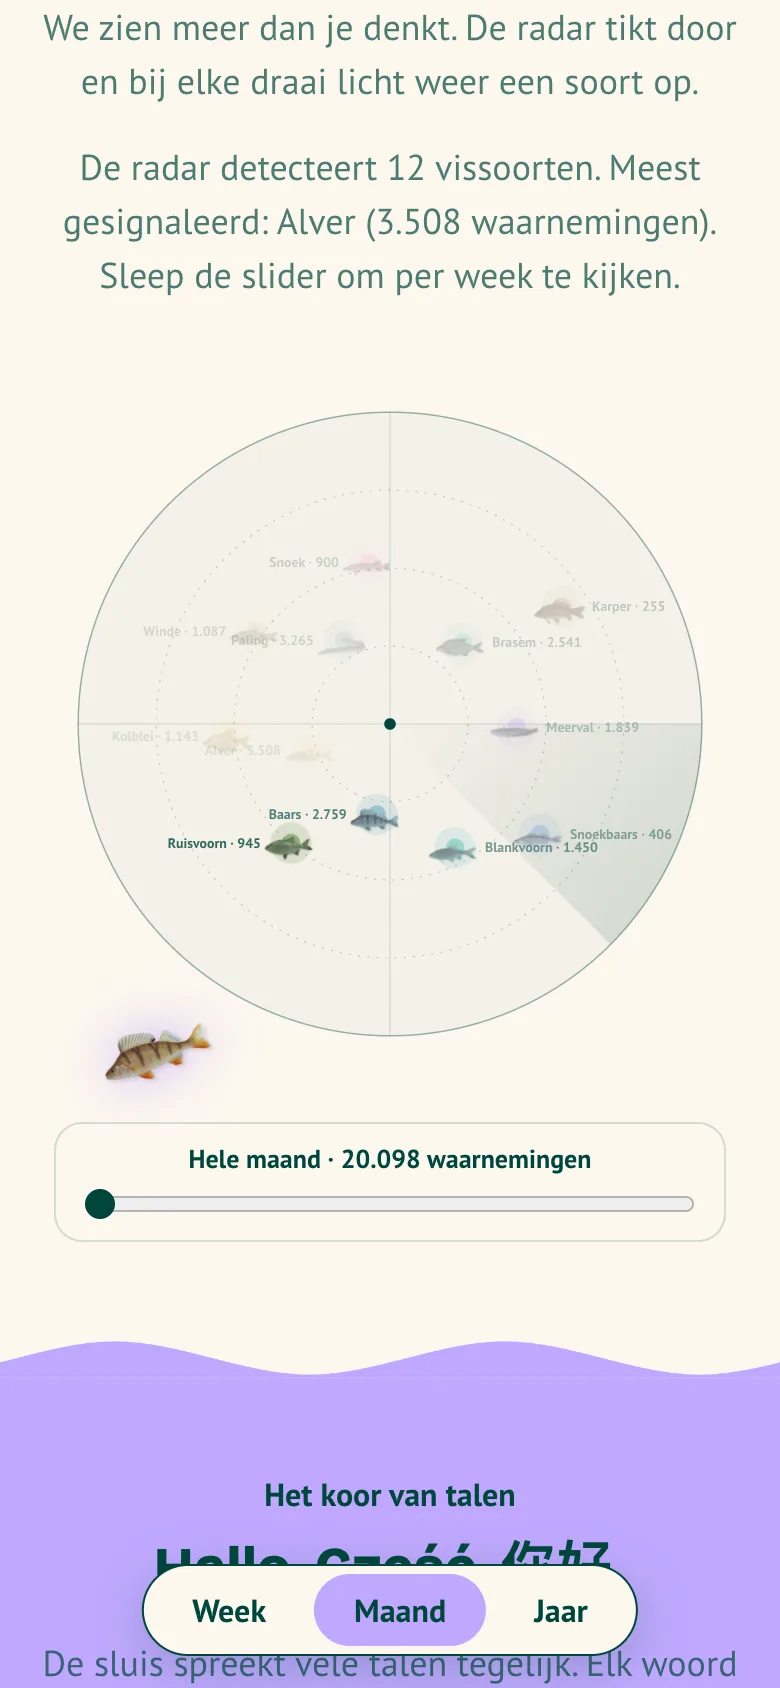 We zien meer dan je denkt. De radar tikt door
en bij elke draai licht weer een soort op.
De radar detecteert 12 vissoorten. Meest
gesignaleerd: Alver (3.508 waarnemingen).
Sleep de slider om per week te kijken.
Snoek · 900
Karper · 255
Winde · 1.087
Paling · 3.265
Brasem · 2.541
Meerval · 1.839
Kolblei · 1.143
Alver · 3.508
Baars · 2.759
Snoekbaars · 406
Ruisvoorn · 945
Blankvoorn · 1.450
Hele maand · 20.098 waarnemingen
Het koor van talen
Hallo, Cześć, 你好
Week
Maand
Jaar
De sluis spreekt vele talen tegelijk. Elk woord